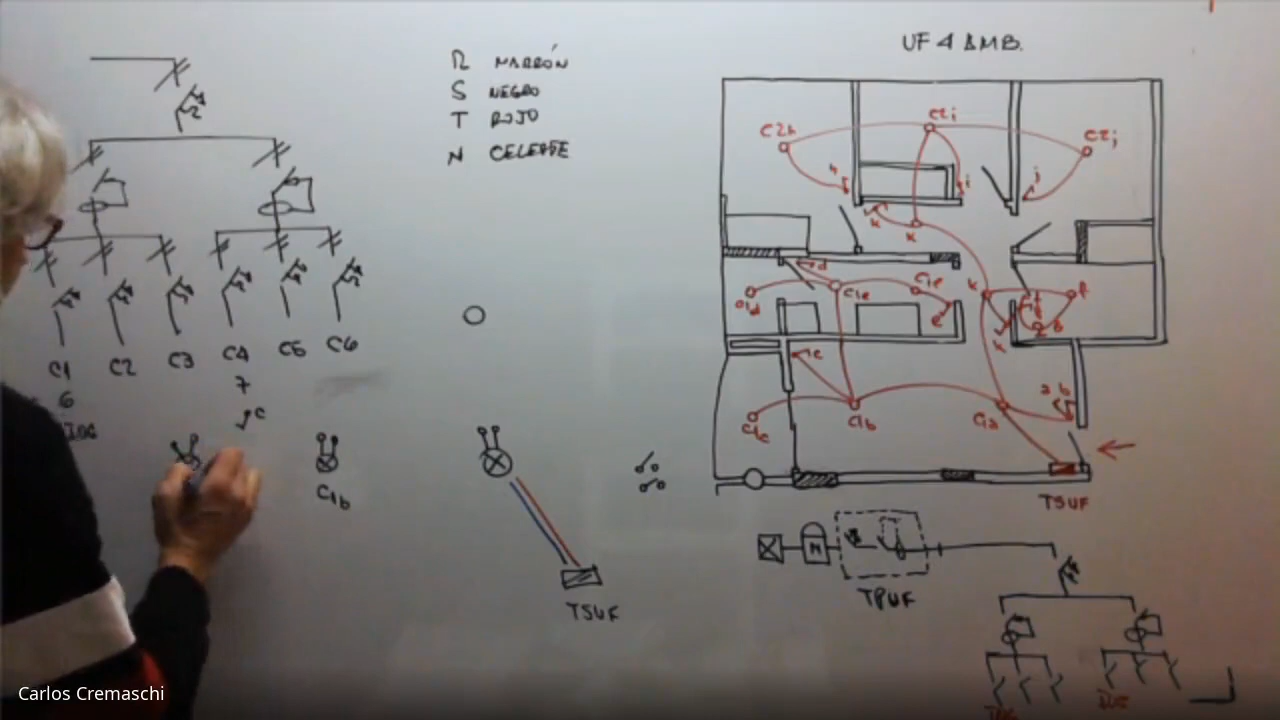 R MARRÓN
S NEGRO
T ROJO
N CELESTE
C1
C2
C3
C4
C5
C6
6
7
C
C1b
TSUF
UF 4 AMB.
C2h
C2i
C2j
h
i
j
k
k
d
C1d
C1e
C1e
e
k
f
k
c
C1c
C1b
C1a
a b
TSUF
M
TPUF
Carlos Cremaschi